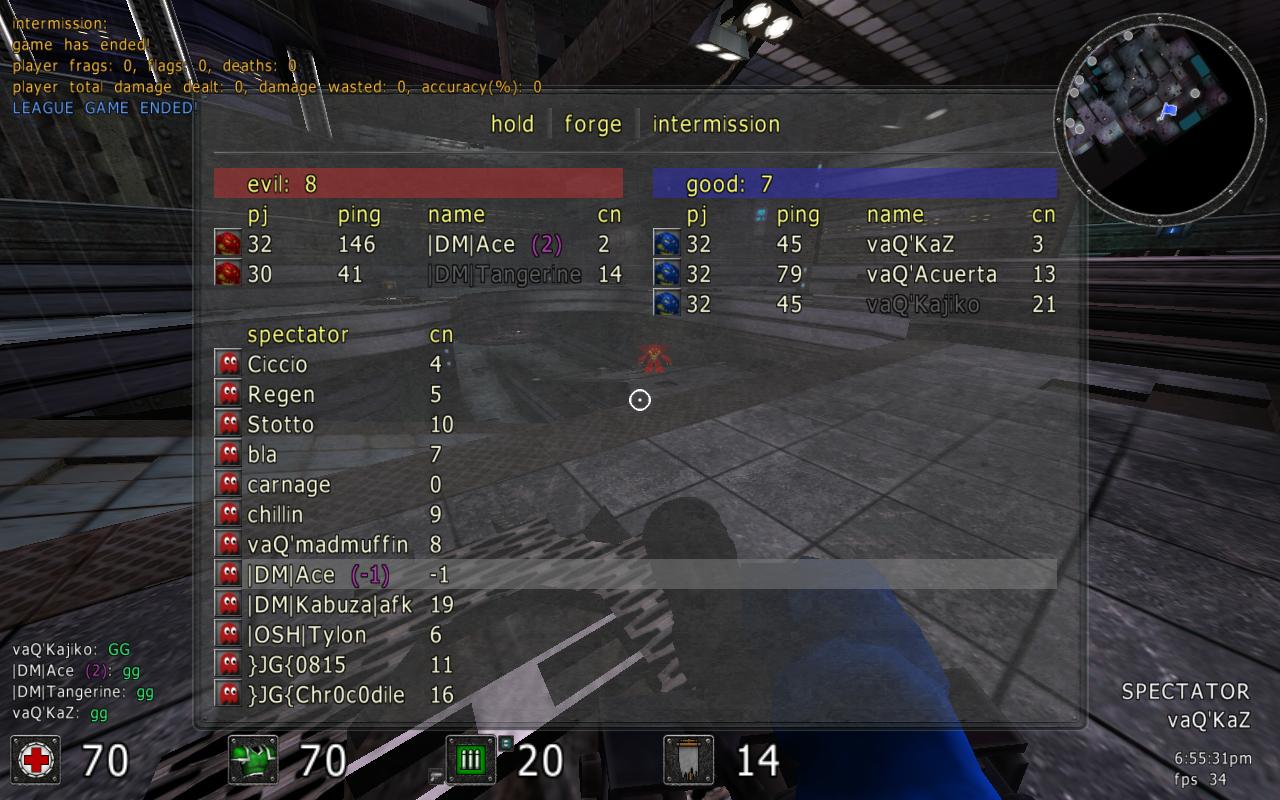 intermission:
game has ended!
player frags: 0, flags: 0, deaths: 0
player total damage dealt: 0, damage wasted: 0, accuracy(%): 0
LEAGUE GAME ENDED!
hold forge intermission
evil: 8 good: 7
pj ping name cn pj ping name cn
32 146 |DM|Ace (2) 2 32 45 vaQ'KaZ 3
30 41 |DM|Tangerine 14 32 79 vaQ'Acuerta 13
32 45 vaQ'Kajiko 21
spectator cn
Ciccio 4
Regen 5
Stotto 10
bla 7
carnage 0
chillin 9
vaQ'madmuffin 8
|DM|Ace (-1) -1
|DM|Kabuza|afk 19
|OSH|Tylon 6
}JG{0815 11
}JG{Chr0c0dile 16
vaQ'Kajiko: GG
|DM|Ace (2): gg
|DM|Tangerine: gg
vaQ'KaZ: gg
SPECTATOR
vaQ'KaZ
6:55:31pm
fps 34
70 70 20 14